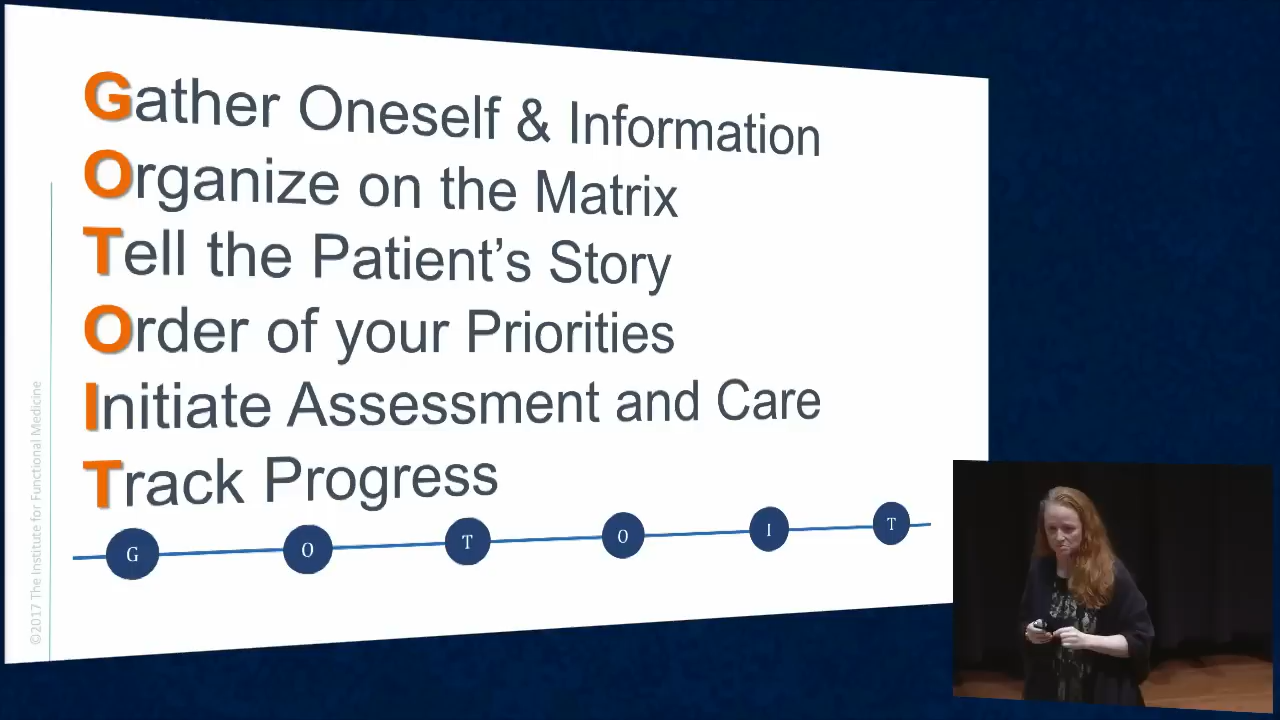 Gather Oneself & Information
Organize on the Matrix
Tell the Patient’s Story
Order of your Priorities
Initiate Assessment and Care
Track Progress
G O T O I T
©2017 The Institute for Functional Medicine